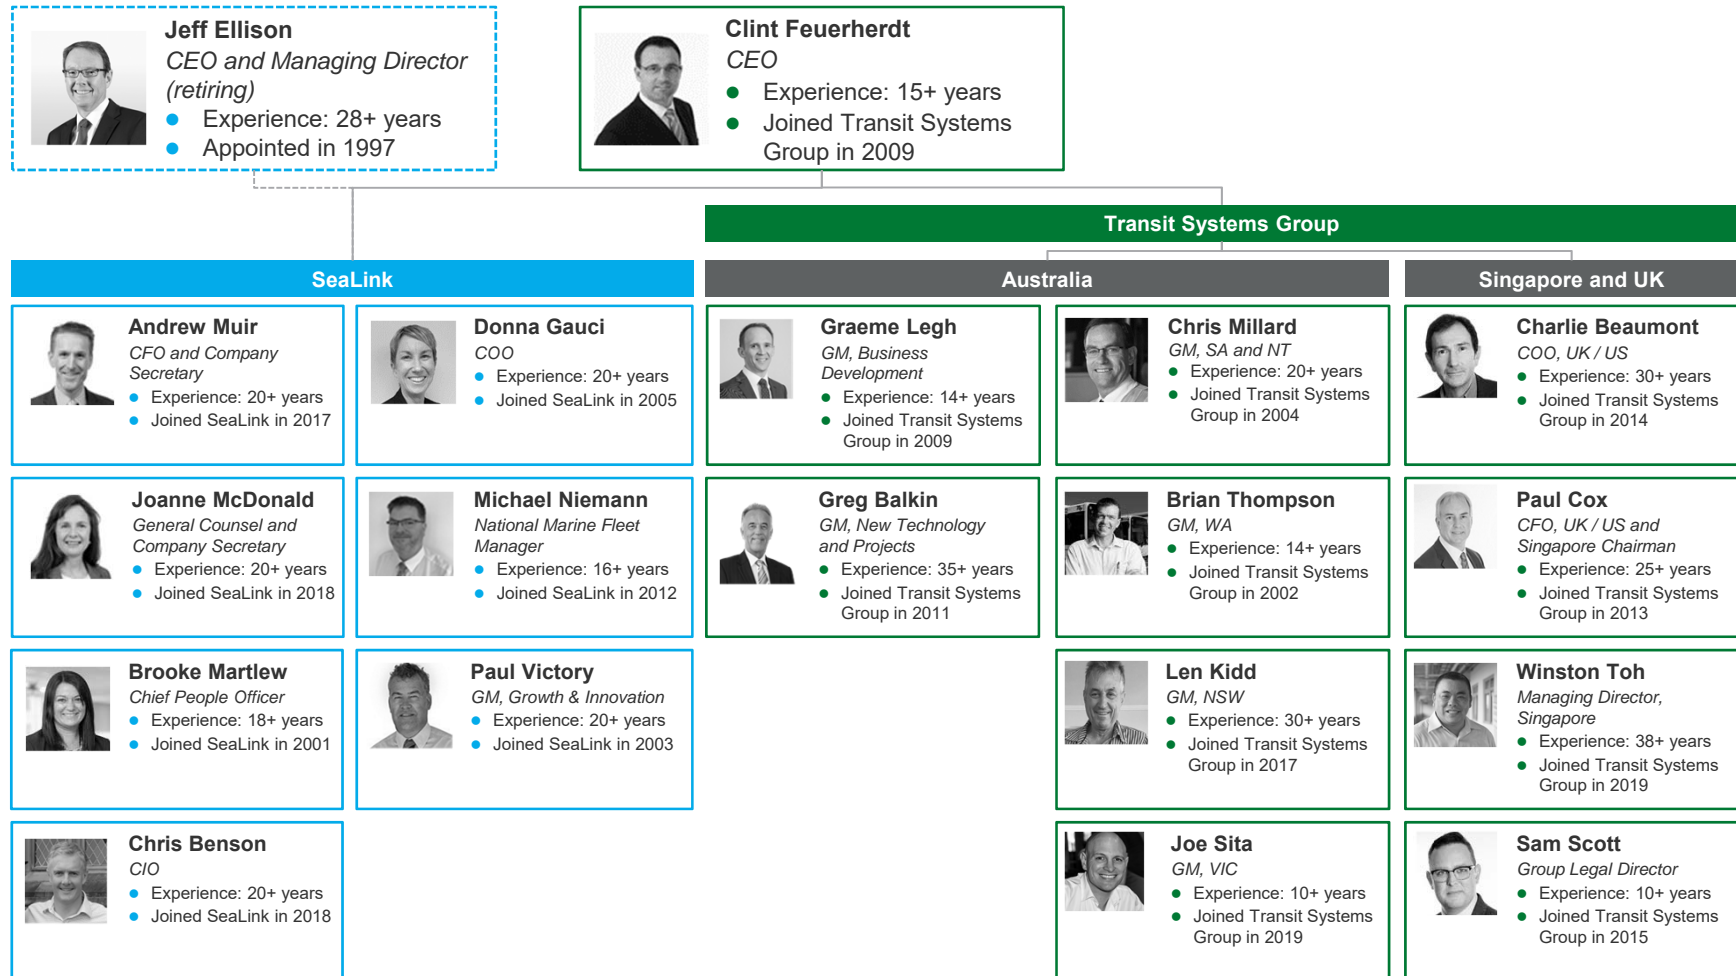 Jeff Ellison
CEO and Managing Director
(retiring)
● Experience: 28+ years
● Appointed in 1997
Clint Feuerherdt
CEO
● Experience: 15+ years
● Joined Transit Systems
Group in 2009
Transit Systems Group
SeaLink
Australia
Singapore and UK
Andrew Muir
CFO and Company
Secretary
● Experience: 20+ years
● Joined SeaLink in 2017
Donna Gauci
COO
● Experience: 20+ years
● Joined SeaLink in 2005
Graeme Legh
GM, Business
Development
● Experience: 14+ years
● Joined Transit Systems
Group in 2009
Chris Millard
GM, SA and NT
● Experience: 20+ years
● Joined Transit Systems
Group in 2004
Charlie Beaumont
COO, UK / US
● Experience: 30+ years
● Joined Transit Systems
Group in 2014
Joanne McDonald
General Counsel and
Company Secretary
● Experience: 20+ years
● Joined SeaLink in 2018
Michael Niemann
National Marine Fleet
Manager
● Experience: 16+ years
● Joined SeaLink in 2012
Greg Balkin
GM, New Technology
and Projects
● Experience: 35+ years
● Joined Transit Systems
Group in 2011
Brian Thompson
GM, WA
● Experience: 14+ years
● Joined Transit Systems
Group in 2002
Paul Cox
CFO, UK / US and
Singapore Chairman
● Experience: 25+ years
● Joined Transit Systems
Group in 2013
Brooke Martlew
Chief People Officer
● Experience: 18+ years
● Joined SeaLink in 2001
Paul Victory
GM, Growth & Innovation
● Experience: 20+ years
● Joined SeaLink in 2003
Len Kidd
GM, NSW
● Experience: 30+ years
● Joined Transit Systems
Group in 2017
Winston Toh
Managing Director,
Singapore
● Experience: 38+ years
● Joined Transit Systems
Group in 2019
Chris Benson
CIO
● Experience: 20+ years
● Joined SeaLink in 2018
Joe Sita
GM, VIC
● Experience: 10+ years
● Joined Transit Systems
Group in 2019
Sam Scott
Group Legal Director
● Experience: 10+ years
● Joined Transit Systems
Group in 2015